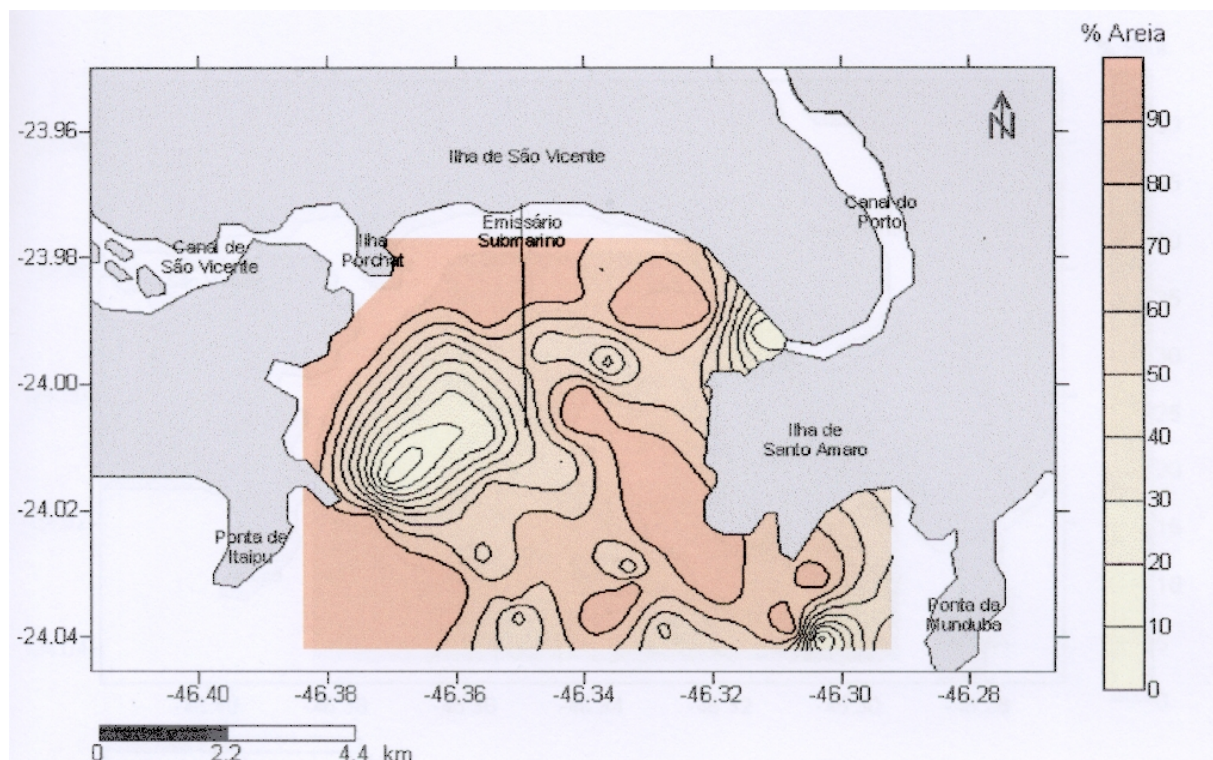 % Areia
90
80
70
60
50
40
30
20
10
0
N
-23.96
-23.98
-24.00
-24.02
-24.04
Ilha de São Vicente
Canal do
Porto
Emissário
Submarino
Canal de
São Vicente
Ilha
Porchat
Ilha de
Santo Amaro
Ponta de
Itaipu
Ponta da
Munduba
-46.40
-46.38
-46.36
-46.34
-46.32
-46.30
-46.28
0 2.2 4.4 km